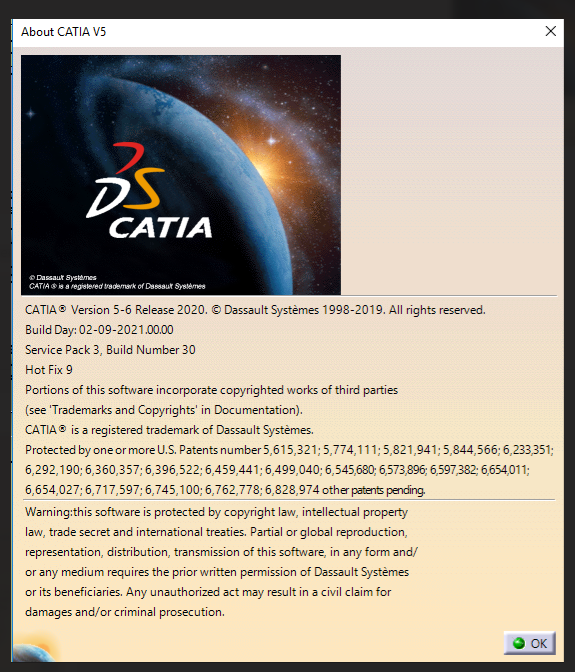 About CATIA V5
DS
CATIA
© Dassault Systèmes
CATIA ® is a registered trademark of Dassault Systèmes
CATIA® Version 5-6 Release 2020. © Dassault Systèmes 1998-2019. All rights reserved.
Build Day: 02-09-2021.00.00
Service Pack 3, Build Number 30
Hot Fix 9
Portions of this software incorporate copyrighted works of third parties
(see 'Trademarks and Copyrights' in Documentation).
CATIA® is a registered trademark of Dassault Systèmes.
Protected by one or more U.S. Patents number 5,615,321; 5,774,111; 5,821,941; 5,844,566; 6,233,351;
6,292,190; 6,360,357; 6,396,522; 6,459,441; 6,499,040; 6,545,680; 6,573,896; 6,597,382; 6,654,011;
6,654,027; 6,717,597; 6,745,100; 6,762,778; 6,828,974 other patents pending.
Warning:this software is protected by copyright law, intellectual property
law, trade secret and international treaties. Partial or global reproduction,
representation, distribution, transmission of this software, in any form and/
or any medium requires the prior written permission of Dassault Systèmes
or its beneficiaries. Any unauthorized act may result in a civil claim for
damages and/or criminal prosecution.
OK